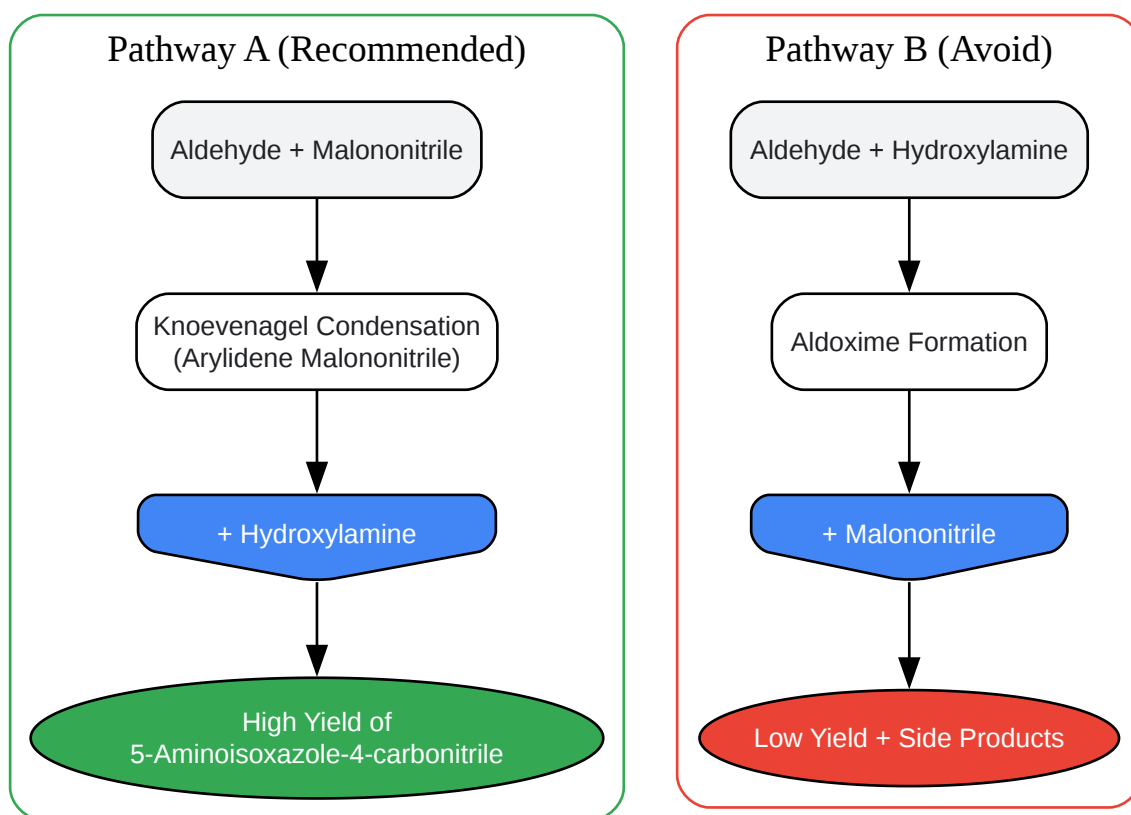 Pathway A (Recommended)
Aldehyde + Malononitrile
Knoevenagel Condensation
(Arylidene Malononitrile)
+ Hydroxylamine
High Yield of
5-Aminoisoxazole-4-carbonitrile
Pathway B (Avoid)
Aldehyde + Hydroxylamine
Aldoxime Formation
+ Malononitrile
Low Yield + Side Products